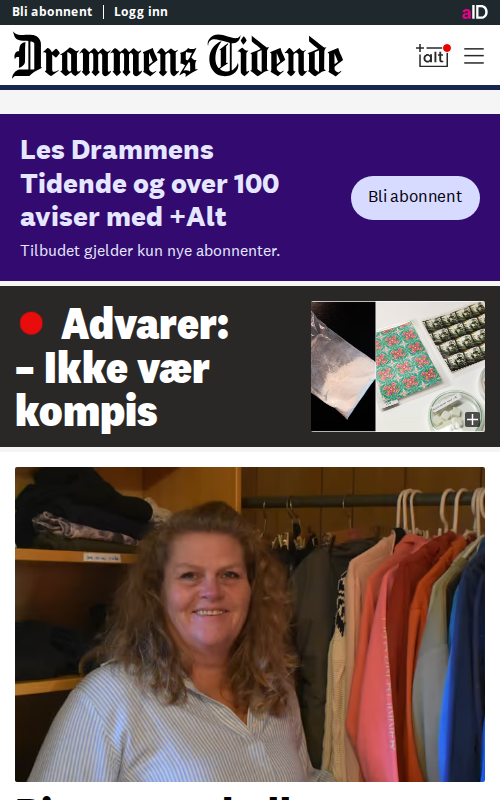 Bli abonnent | Logg inn
aID
Drammens Tidende
+alt
Les Drammens
Tidende og over 100
aviser med +Alt
Bli abonnent
Tilbudet gjelder kun nye abonnenter.
Advarer:
– Ikke vær
kompis